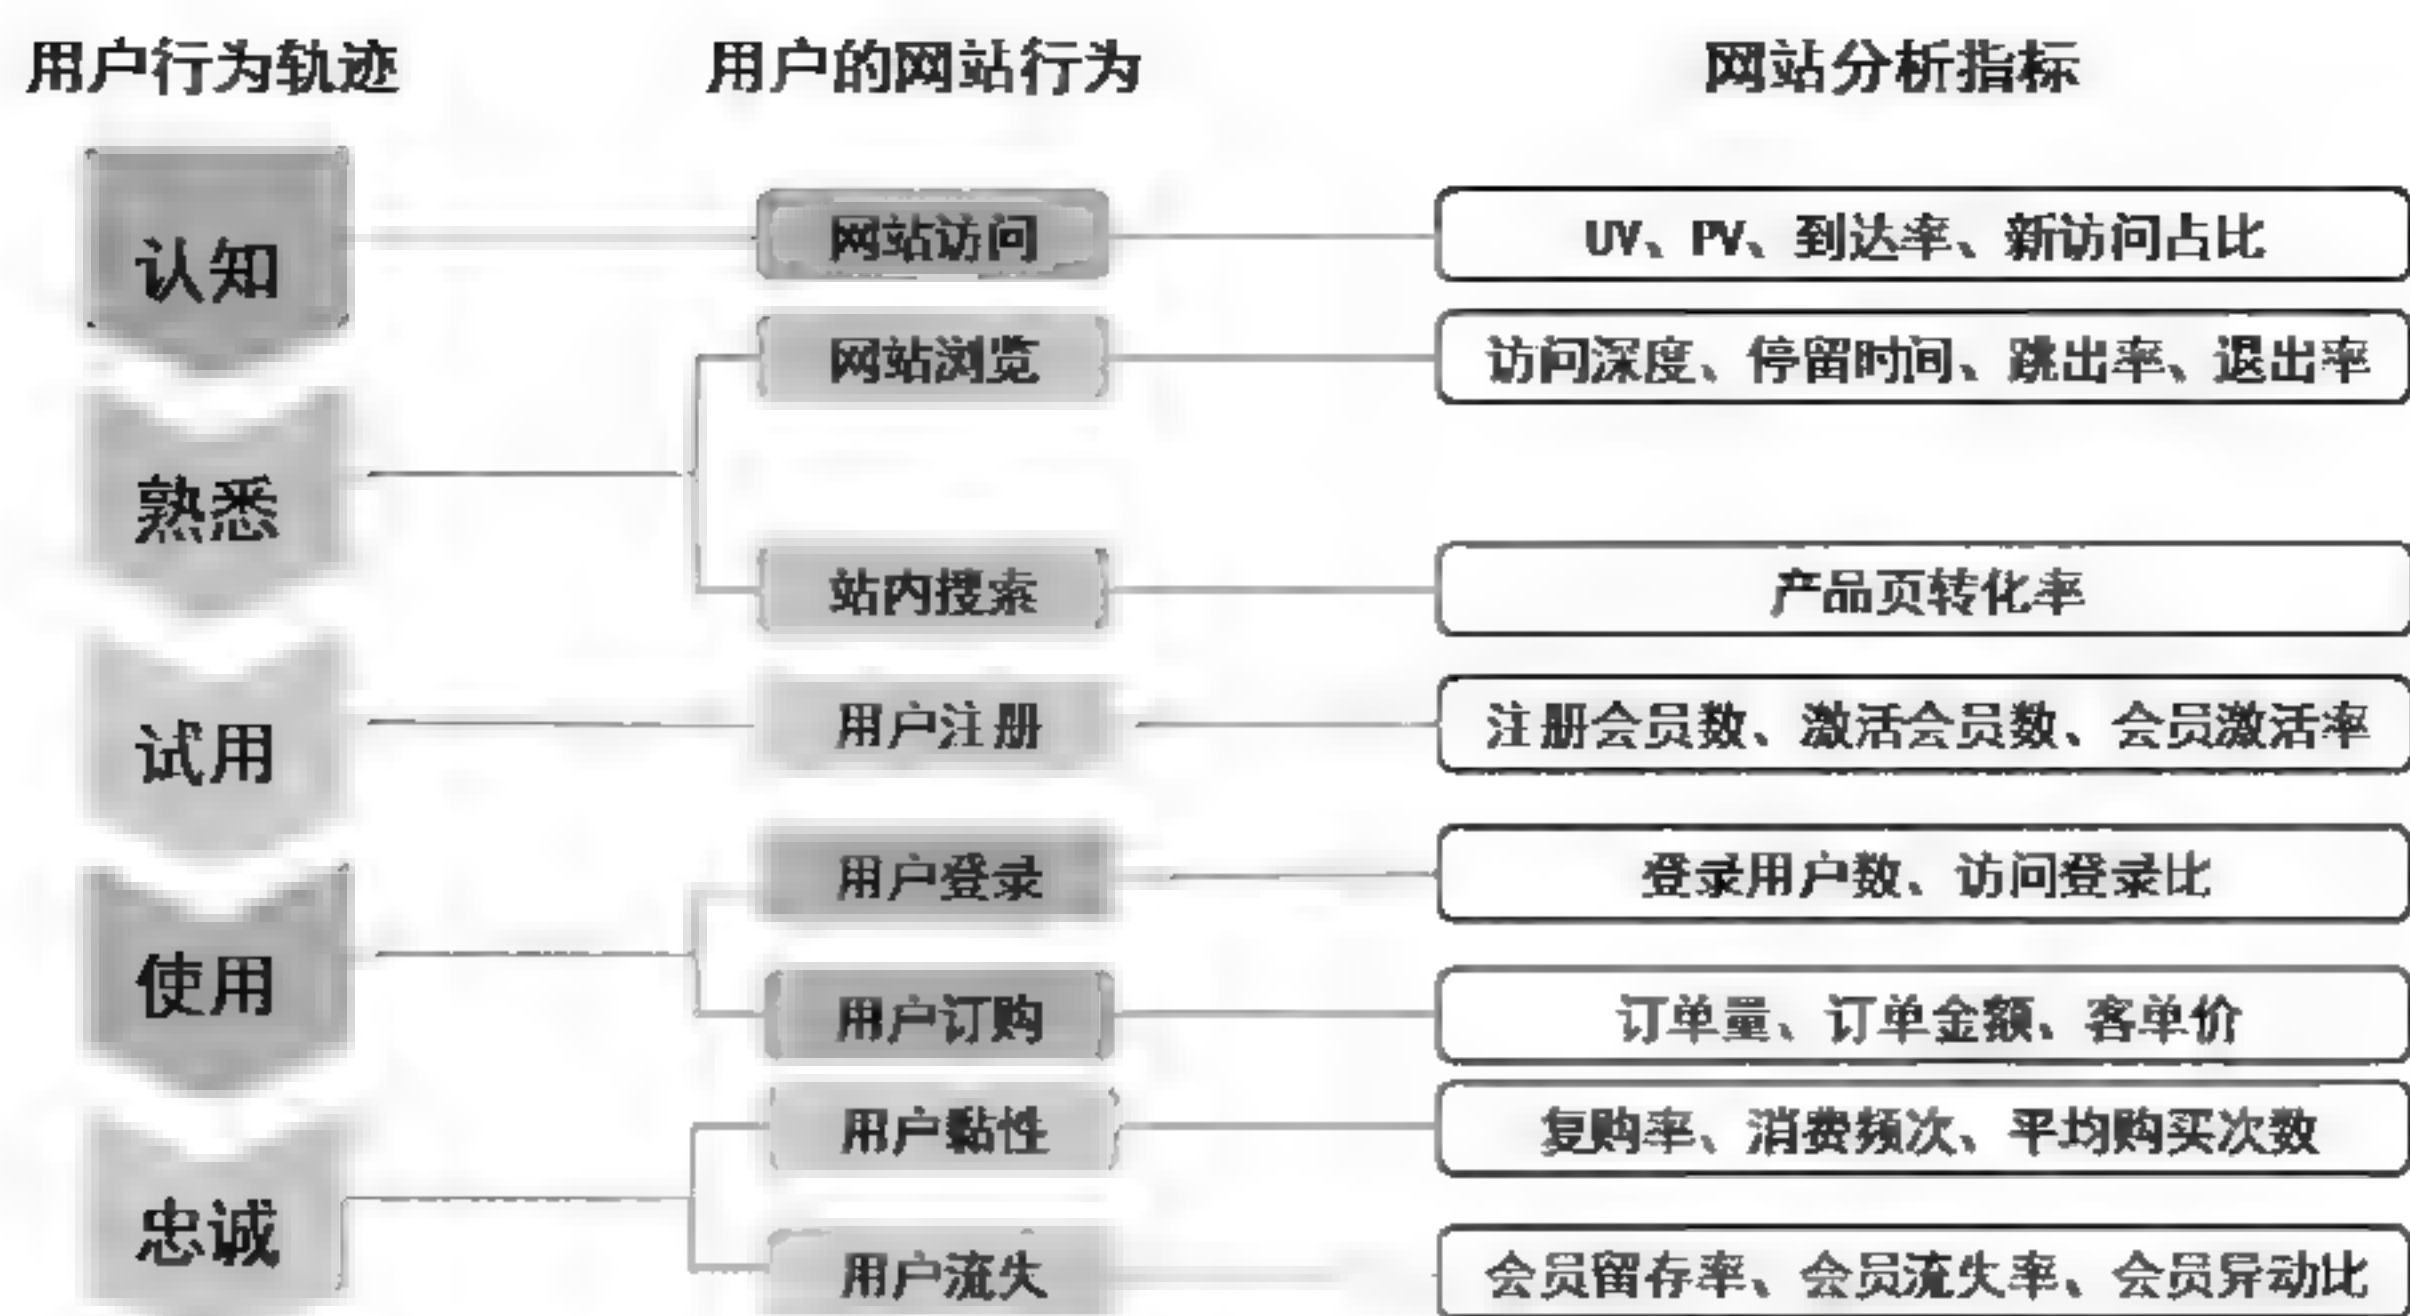 用户行为轨迹 用户的网站行为 网站分析指标
认知 网站访问 UV、PV、到达率、新访问占比
网站浏览 访问深度、停留时间、跳出率、退出率
熟悉
站内搜索 产品页转化率
试用 用户注册 注册会员数、激活会员数、会员激活率
用户登录 登录用户数、访问登录比
使用
用户订购 订单量、订单金额、客单价
用户黏性 复购率、消费频次、平均购买次数
忠诚
用户流失 会员留存率、会员流失率、会员异动比